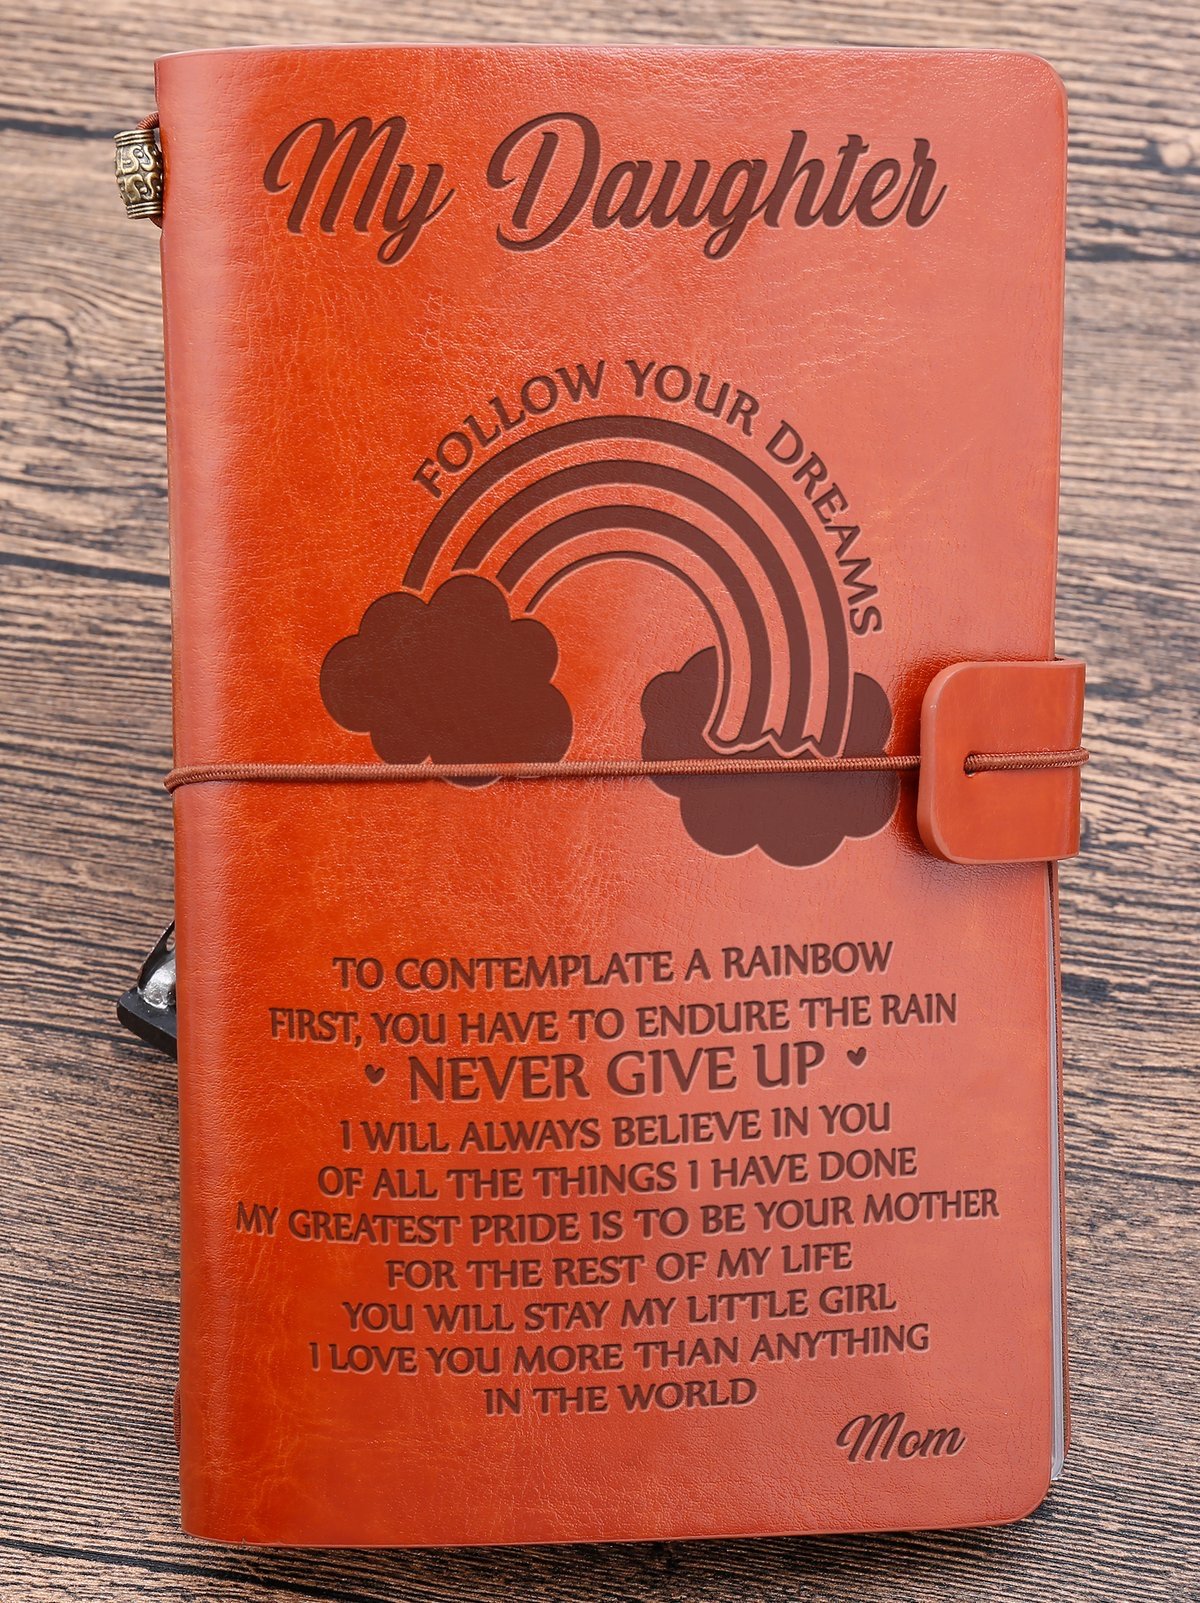 My Daughter
FOLLOW YOUR DREAMS
TO CONTEMPLATE A RAINBOW
FIRST, YOU HAVE TO ENDURE THE RAIN
NEVER GIVE UP
I WILL ALWAYS BELIEVE IN YOU
OF ALL THE THINGS I HAVE DONE
MY GREATEST PRIDE IS TO BE YOUR MOTHER
FOR THE REST OF MY LIFE
YOU WILL STAY MY LITTLE GIRL
I LOVE YOU MORE THAN ANYTHING
IN THE WORLD
Mom